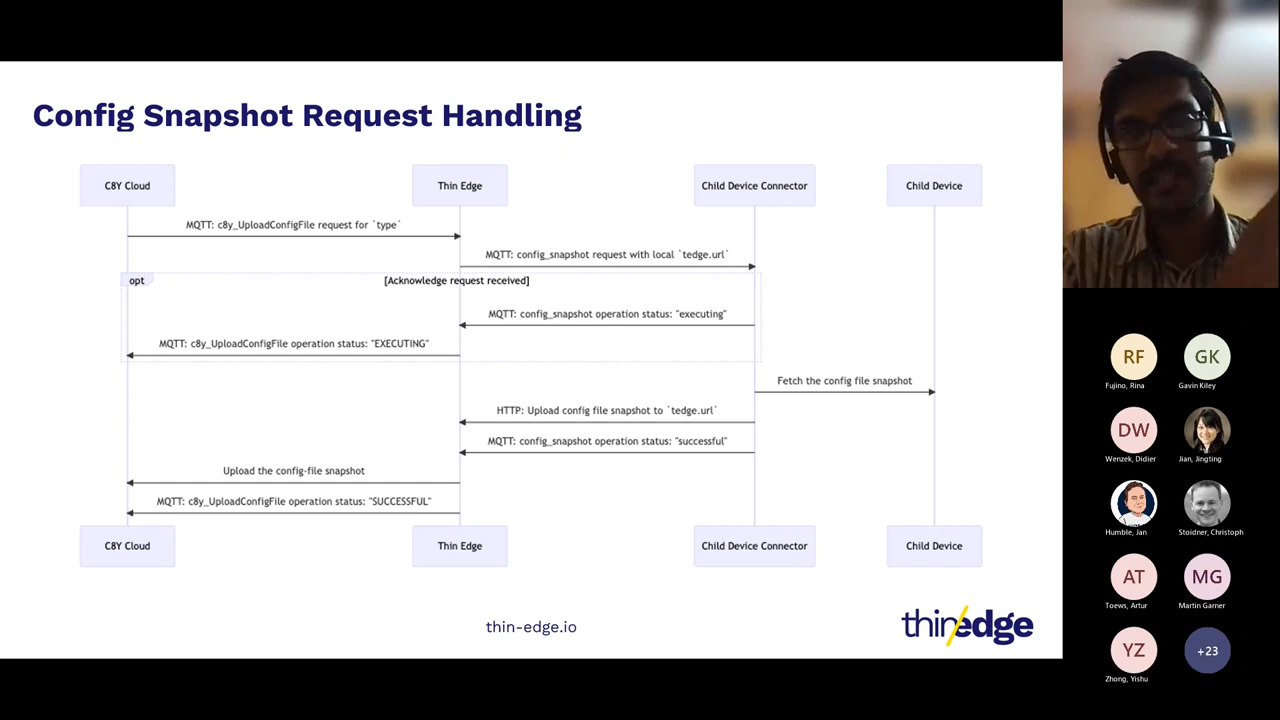 Config Snapshot Request Handling
C8Y Cloud
Thin Edge
Child Device Connector
Child Device
MQTT: c8y_UploadConfigFile request for `type`
MQTT: config_snapshot request with local `tedge.url`
opt
[Acknowledge request received]
MQTT: config_snapshot operation status: "executing"
MQTT: c8y_UploadConfigFile operation status: "EXECUTING"
Fetch the config file snapshot
HTTP: Upload config file snapshot to `tedge.url`
MQTT: config_snapshot operation status: "successful"
Upload the config-file snapshot
MQTT: c8y_UploadConfigFile operation status: "SUCCESSFUL"
C8Y Cloud
Thin Edge
Child Device Connector
Child Device
thin-edge.io
thin/edge
RF
GK
Fujino, Rina
Gavin Kiley
DW
Wenzek, Didier
Jian, Jingting
Humble, Jan
Stoidner, Christoph
AT
MG
Toews, Artur
Martin Garner
YZ
+23
Zhong, Yishu